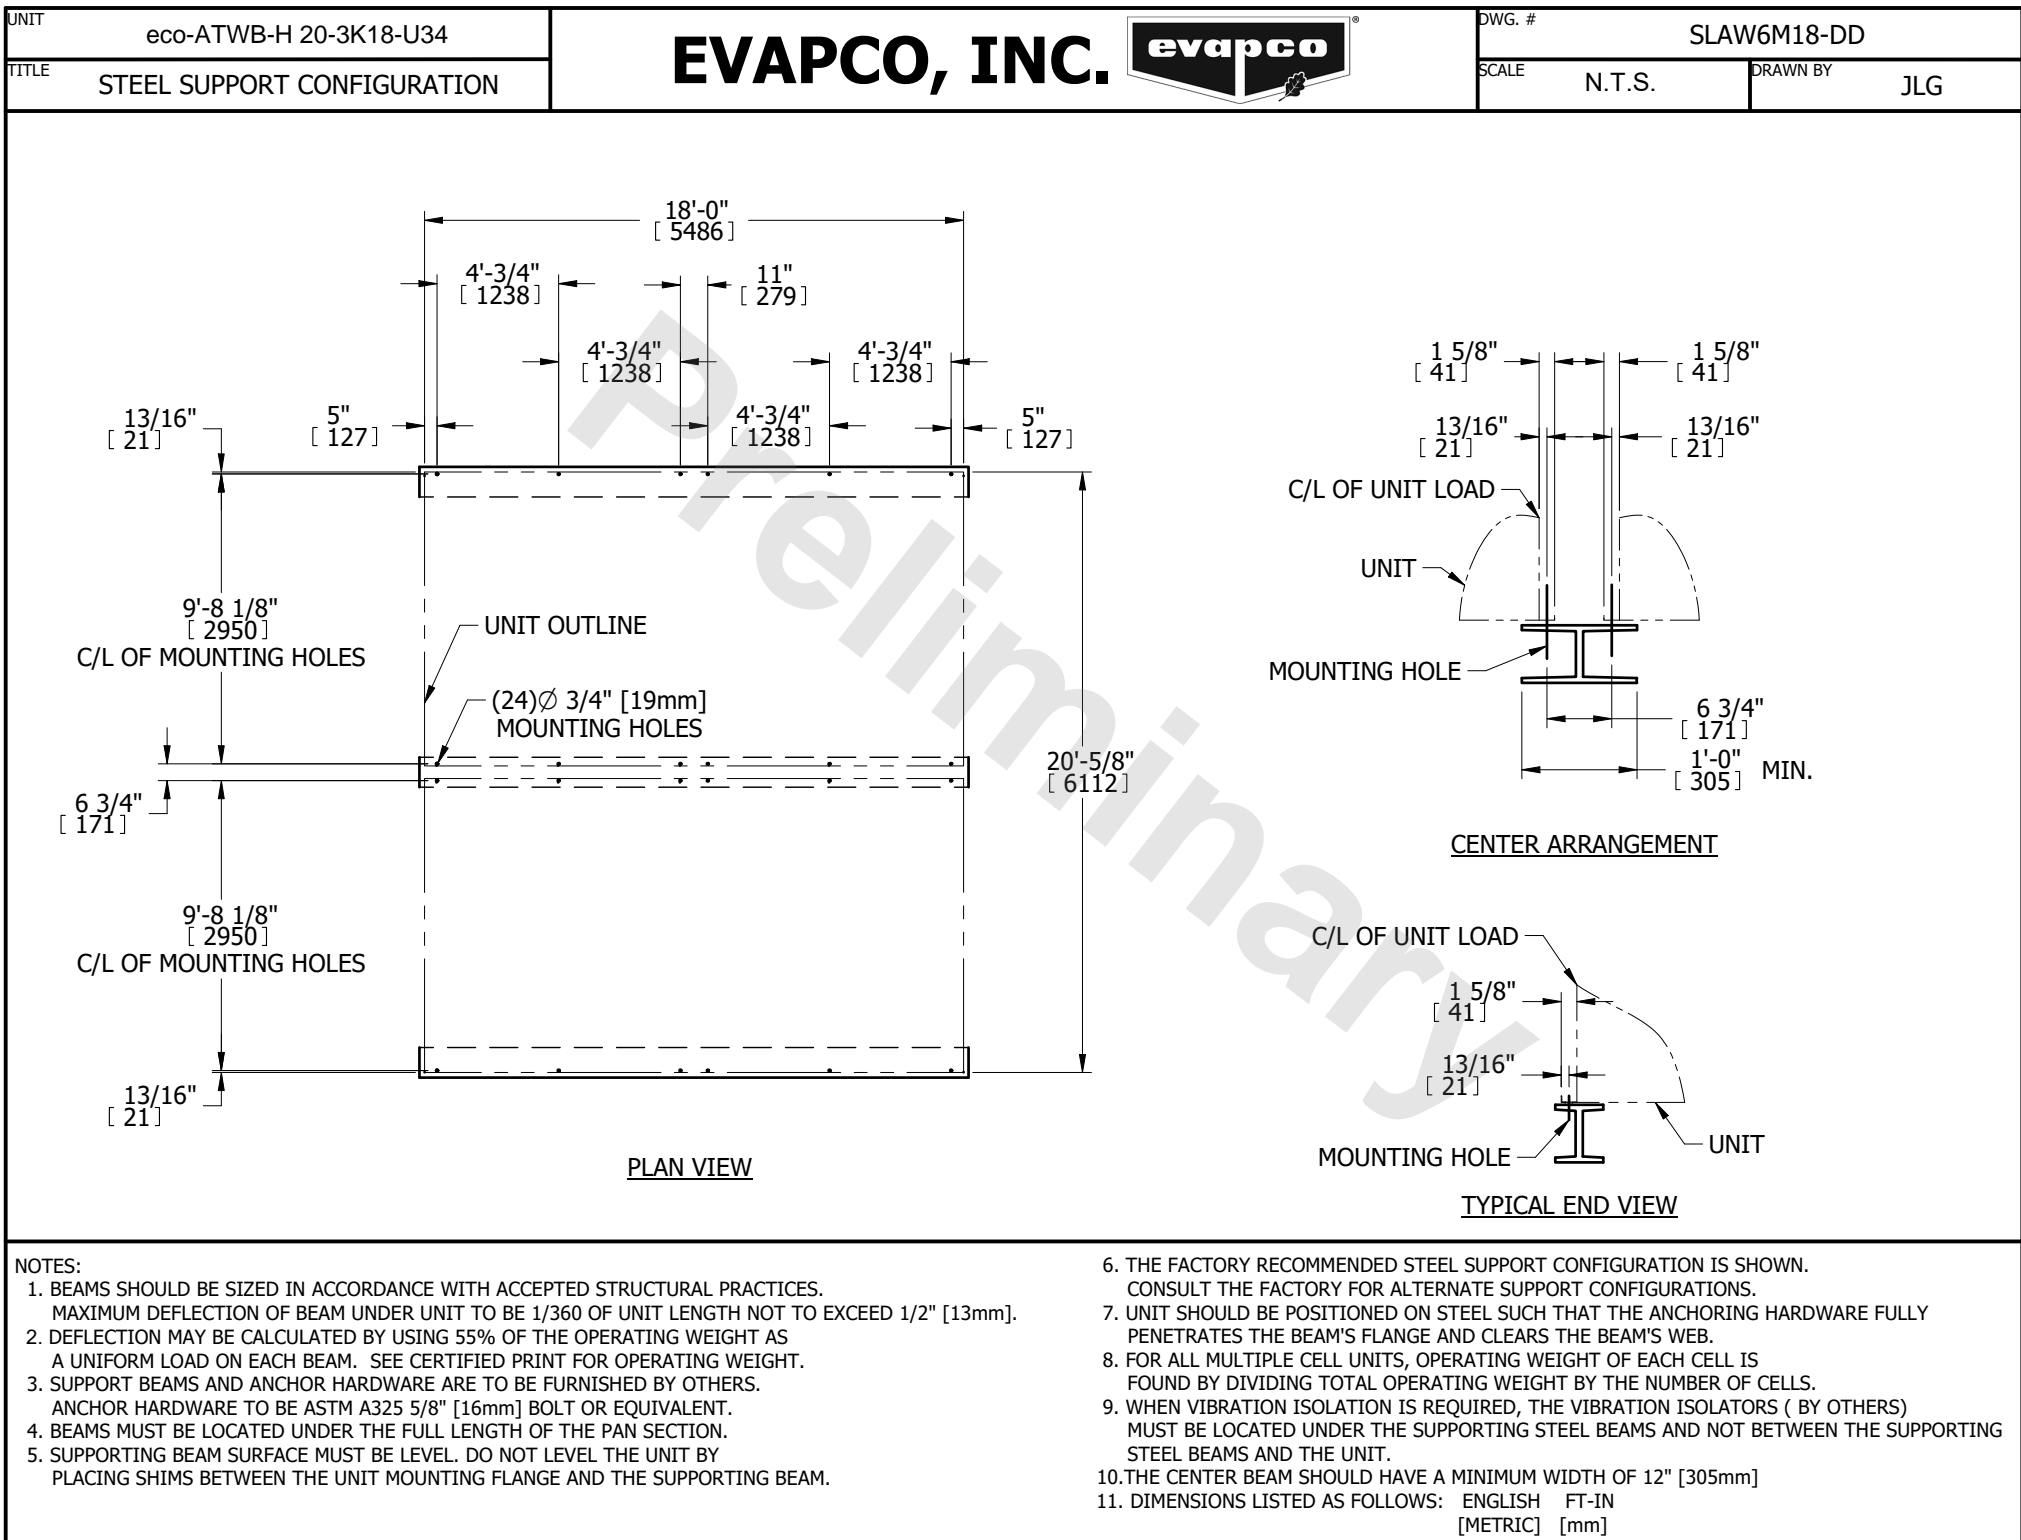 UNIT
eco-ATWB-H 20-3K18-U34
TITLE
STEEL SUPPORT CONFIGURATION
EVAPCO, INC.
evapco
®
DWG. #
SLAW6M18-DD
SCALE
N.T.S.
DRAWN BY
JLG
18'-0"
[ 5486 ]
4'-3/4"
[ 1238 ]
11"
[ 279 ]
4'-3/4"
[ 1238 ]
4'-3/4"
[ 1238 ]
13/16"
[ 21 ]
5"
[ 127 ]
4'-3/4"
[ 1238 ]
5"
[ 127 ]
9'-8 1/8"
[ 2950 ]
C/L OF MOUNTING HOLES
UNIT OUTLINE
(24)∅ 3/4" [19mm]
MOUNTING HOLES
6 3/4"
[ 171 ]
20'-5/8"
[ 6112 ]
9'-8 1/8"
[ 2950 ]
C/L OF MOUNTING HOLES
13/16"
[ 21 ]
PLAN VIEW
Preliminary
1 5/8"
[ 41 ]
1 5/8"
[ 41 ]
13/16"
[ 21 ]
13/16"
[ 21 ]
C/L OF UNIT LOAD
UNIT
MOUNTING HOLE
6 3/4"
[ 171 ]
1'-0"
[ 305 ] MIN.
CENTER ARRANGEMENT
C/L OF UNIT LOAD
1 5/8"
[ 41 ]
13/16"
[ 21 ]
MOUNTING HOLE
UNIT
TYPICAL END VIEW
NOTES:
1. BEAMS SHOULD BE SIZED IN ACCORDANCE WITH ACCEPTED STRUCTURAL PRACTICES.
MAXIMUM DEFLECTION OF BEAM UNDER UNIT TO BE 1/360 OF UNIT LENGTH NOT TO EXCEED 1/2" [13mm].
2. DEFLECTION MAY BE CALCULATED BY USING 55% OF THE OPERATING WEIGHT AS
A UNIFORM LOAD ON EACH BEAM. SEE CERTIFIED PRINT FOR OPERATING WEIGHT.
3. SUPPORT BEAMS AND ANCHOR HARDWARE ARE TO BE FURNISHED BY OTHERS.
ANCHOR HARDWARE TO BE ASTM A325 5/8" [16mm] BOLT OR EQUIVALENT.
4. BEAMS MUST BE LOCATED UNDER THE FULL LENGTH OF THE PAN SECTION.
5. SUPPORTING BEAM SURFACE MUST BE LEVEL. DO NOT LEVEL THE UNIT BY
PLACING SHIMS BETWEEN THE UNIT MOUNTING FLANGE AND THE SUPPORTING BEAM.
6. THE FACTORY RECOMMENDED STEEL SUPPORT CONFIGURATION IS SHOWN.
CONSULT THE FACTORY FOR ALTERNATE SUPPORT CONFIGURATIONS.
7. UNIT SHOULD BE POSITIONED ON STEEL SUCH THAT THE ANCHORING HARDWARE FULLY
PENETRATES THE BEAM'S FLANGE AND CLEARS THE BEAM'S WEB.
8. FOR ALL MULTIPLE CELL UNITS, OPERATING WEIGHT OF EACH CELL IS
FOUND BY DIVIDING TOTAL OPERATING WEIGHT BY THE NUMBER OF CELLS.
9. WHEN VIBRATION ISOLATION IS REQUIRED, THE VIBRATION ISOLATORS ( BY OTHERS)
MUST BE LOCATED UNDER THE SUPPORTING STEEL BEAMS AND NOT BETWEEN THE SUPPORTING
STEEL BEAMS AND THE UNIT.
10.THE CENTER BEAM SHOULD HAVE A MINIMUM WIDTH OF 12" [305mm]
11. DIMENSIONS LISTED AS FOLLOWS: ENGLISH FT-IN
[METRIC] [mm]